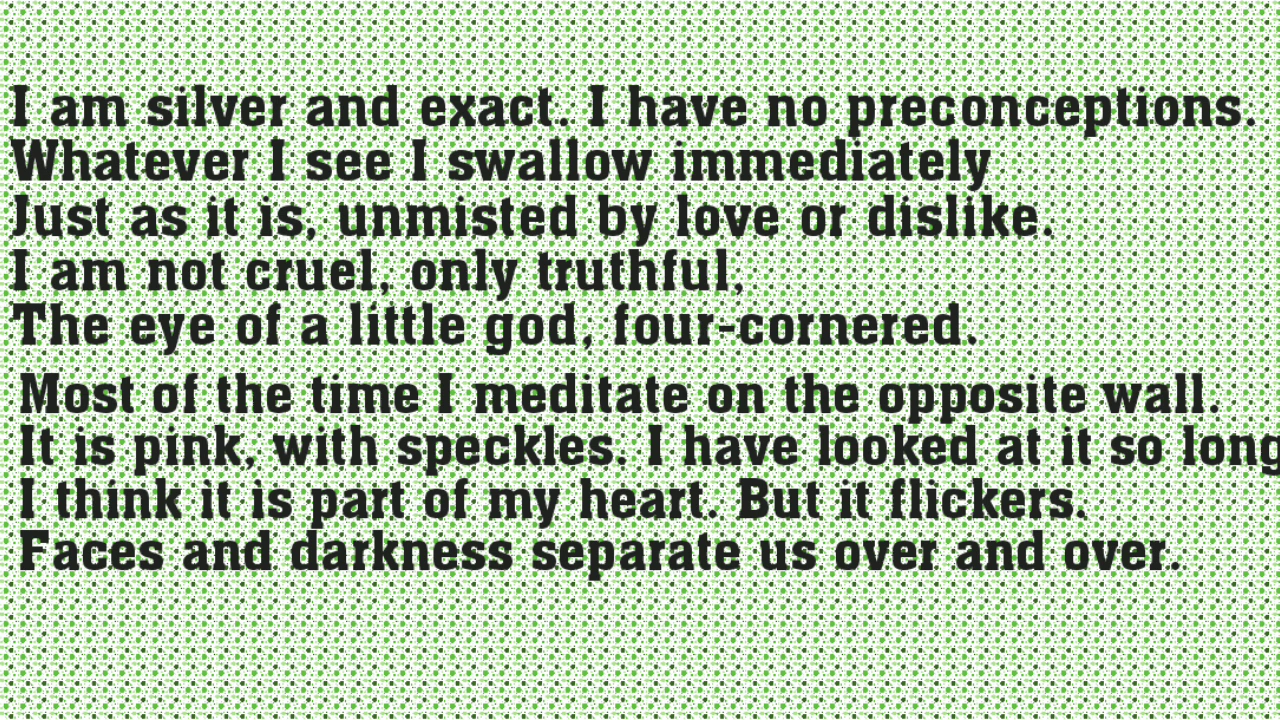 I am silver and exact. I have no preconceptions.
Whatever I see I swallow immediately
Just as it is, unmisted by love or dislike.
I am not cruel, only truthful,
The eye of a little god, four-cornered.
Most of the time I meditate on the opposite wall.
It is pink, with speckles. I have looked at it so long
I think it is part of my heart. But it flickers.
Faces and darkness separate us over and over.